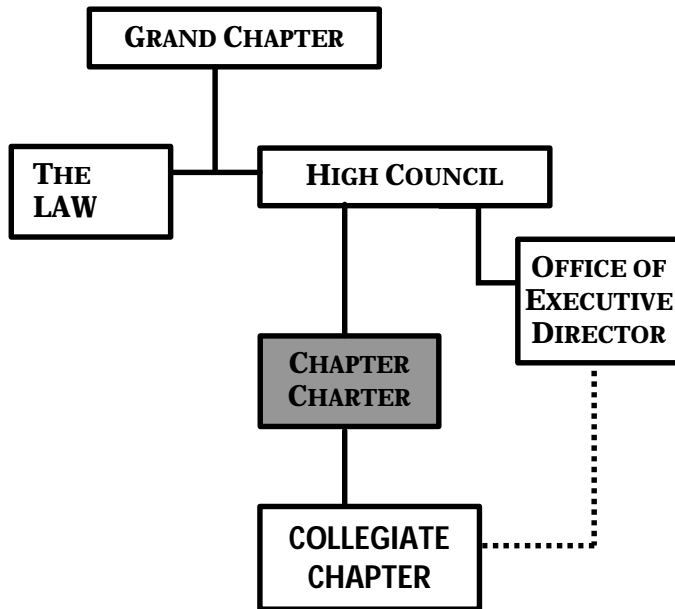 GRAND CHAPTER
THE
LAW
HIGH COUNCIL
OFFICE OF
EXECUTIVE
DIRECTOR
CHAPTER
CHARTER
COLLEGIATE
CHAPTER